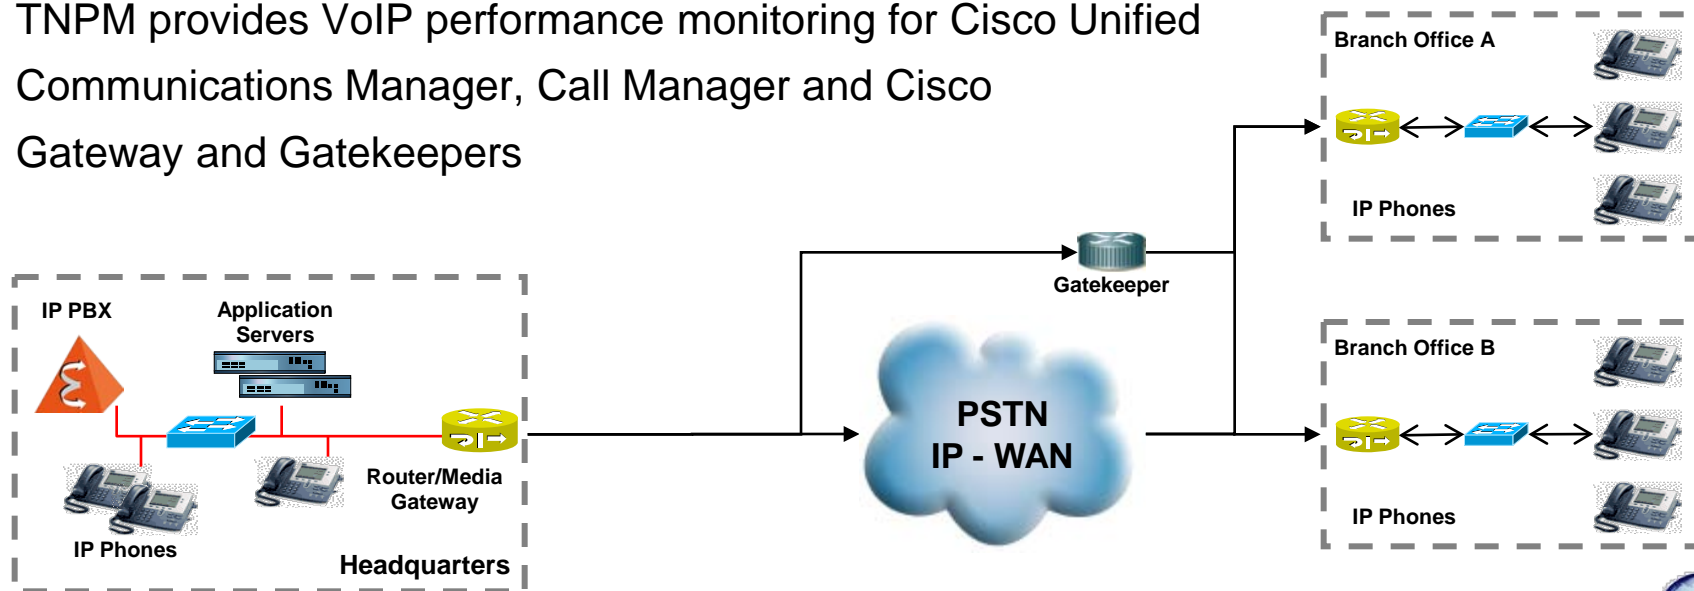 TNPM provides VoIP performance monitoring for Cisco Unified
Communications Manager, Call Manager and Cisco
Gateway and Gatekeepers
Branch Office A
IP Phones
Gatekeeper
IP PBX
Application
Servers
Router/Media
Gateway
IP Phones
Headquarters
PSTN
IP - WAN
Branch Office B
IP Phones